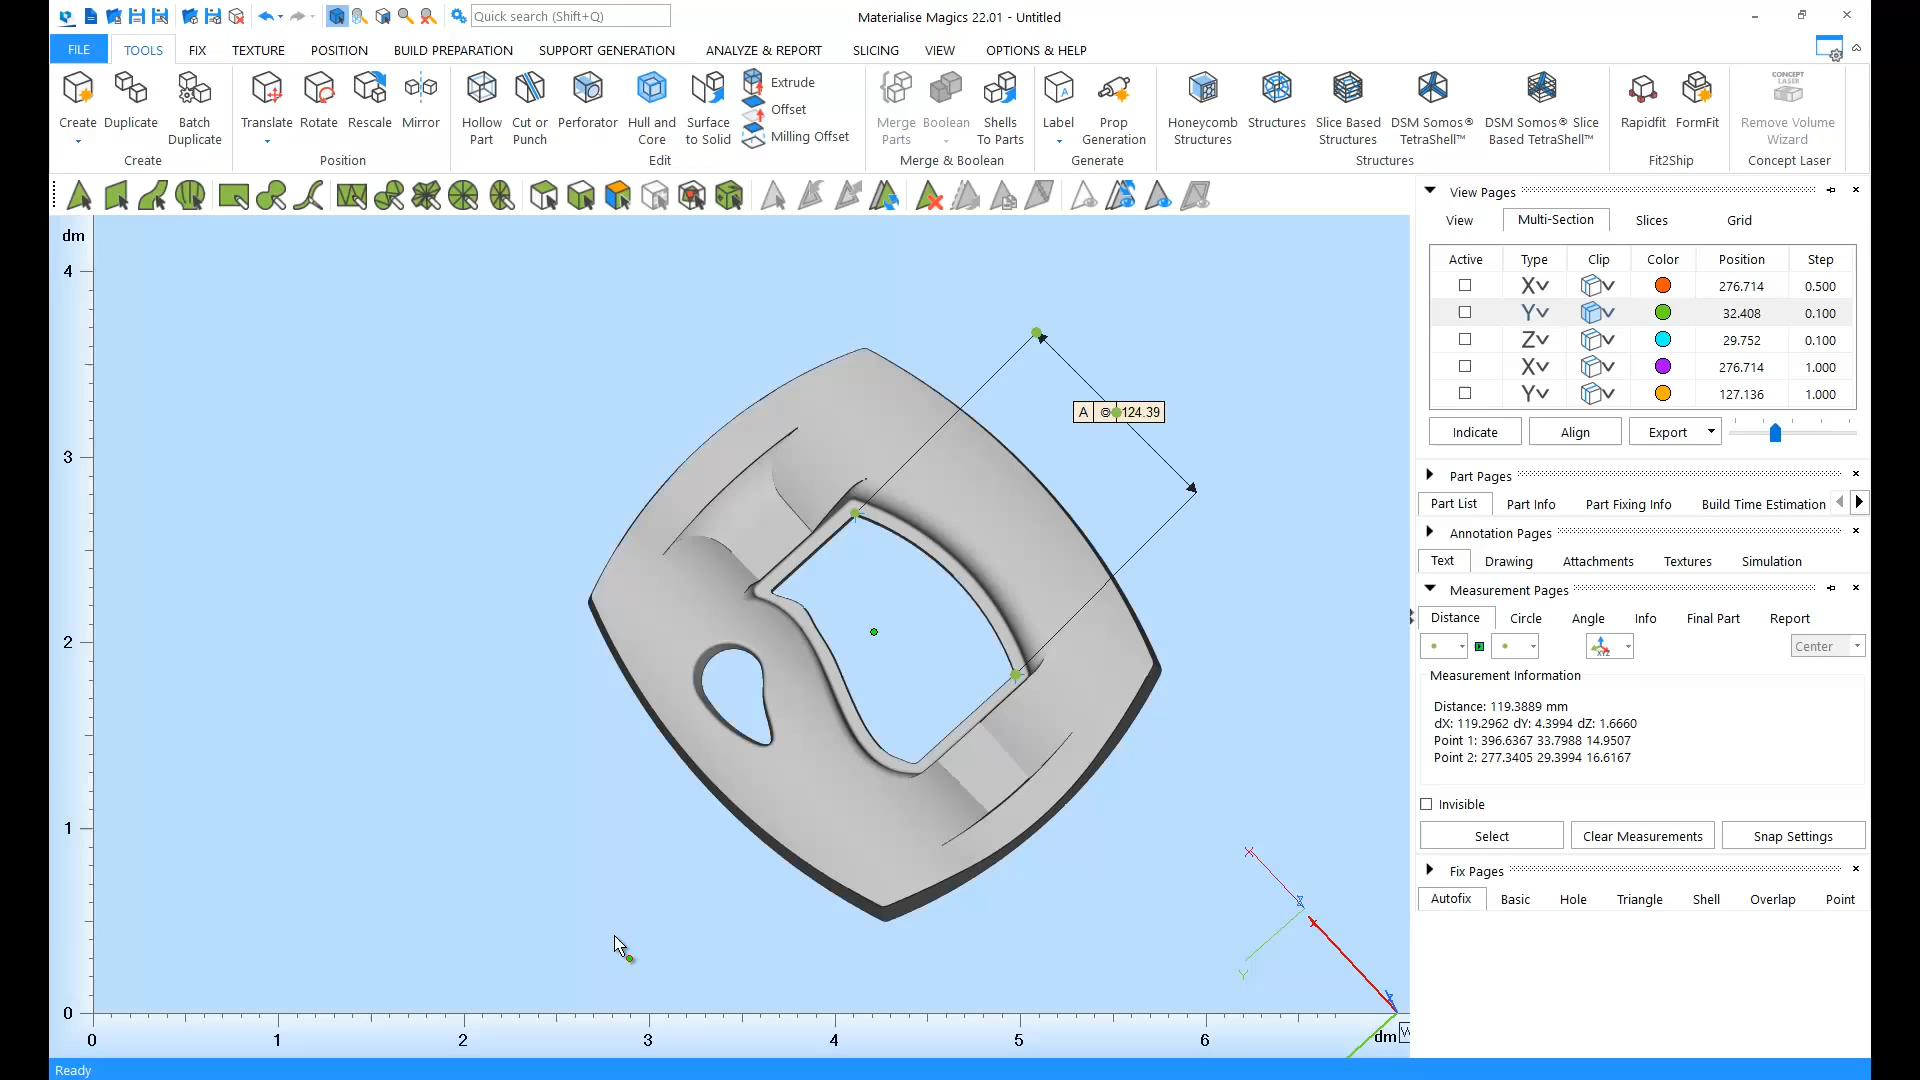 Quick search (Shift+Q)
Materialise Magics 22.01 - Untitled
FILE TOOLS FIX TEXTURE POSITION BUILD PREPARATION SUPPORT GENERATION ANALYZE & REPORT SLICING VIEW OPTIONS & HELP
Create Duplicate Batch Duplicate
Create
Translate Rotate Rescale Mirror
Position
Hollow Part Cut or Punch Perforator Hull and Core Surface to Solid Extrude Offset Milling Offset
Edit
Merge Parts Boolean Shells To Parts
Merge & Boolean
Label Prop Generation
Generate
Honeycomb Structures Structures Slice Based Structures DSM Somos® TetraShell™ DSM Somos® Slice Based TetraShell™
Structures
Rapidfit FormFit
Fit2Ship
CONCEPT LASER
Remove Volume Wizard
Concept Laser
View Pages
View Multi-Section Slices Grid
Active Type Clip Color Position Step
X 276.714 0.500
Y 32.408 0.100
Z 29.752 0.100
X 276.714 1.000
Y 127.136 1.000
Indicate Align Export
Part Pages
Part List Part Info Part Fixing Info Build Time Estimation
Annotation Pages
Text Drawing Attachments Textures Simulation
Measurement Pages
Distance Circle Angle Info Final Part Report
XYZ Center
Measurement Information
Distance: 119.3889 mm
dX: 119.2962 dY: 4.3994 dZ: 1.6660
Point 1: 396.6367 33.7988 14.9507
Point 2: 277.3405 29.3994 16.6167
Invisible
Select Clear Measurements Snap Settings
Fix Pages
Autofix Basic Hole Triangle Shell Overlap Point
dm
4
3
2
1
0
A 124.39
X
Z
Y
X
0 1 2 3 4 5 6 dm
Ready